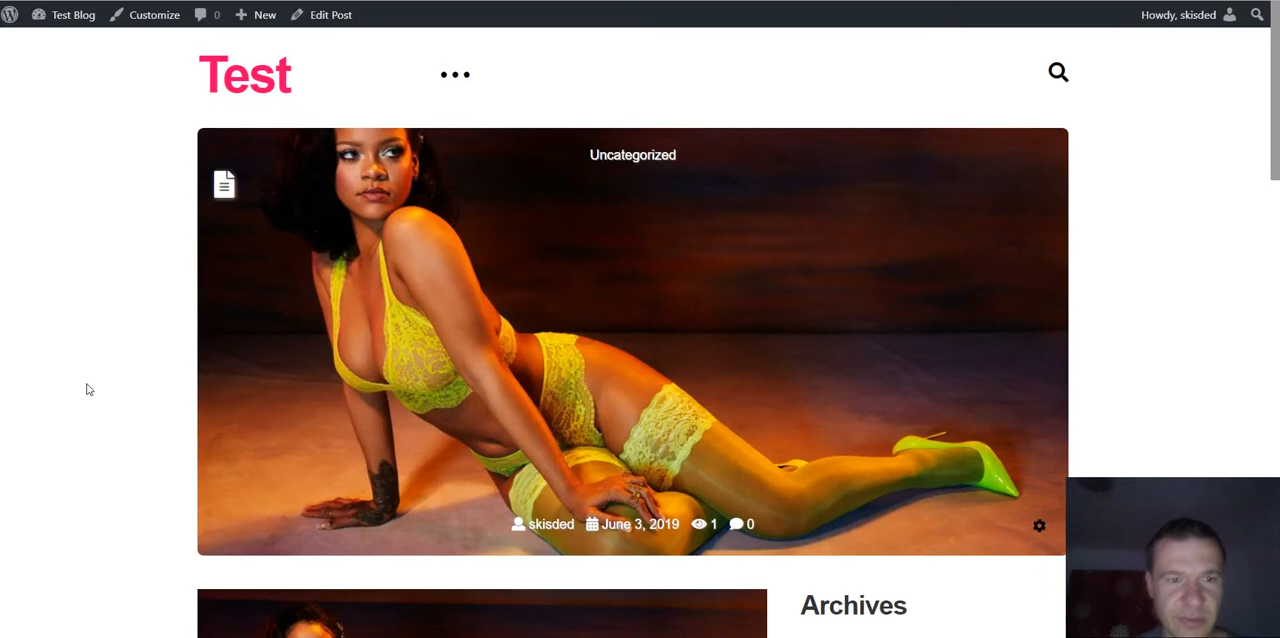 Test Blog Customize 0 New Edit Post Howdy, skisded
Test
Uncategorized
skisded June 3, 2019 1 0
Archives